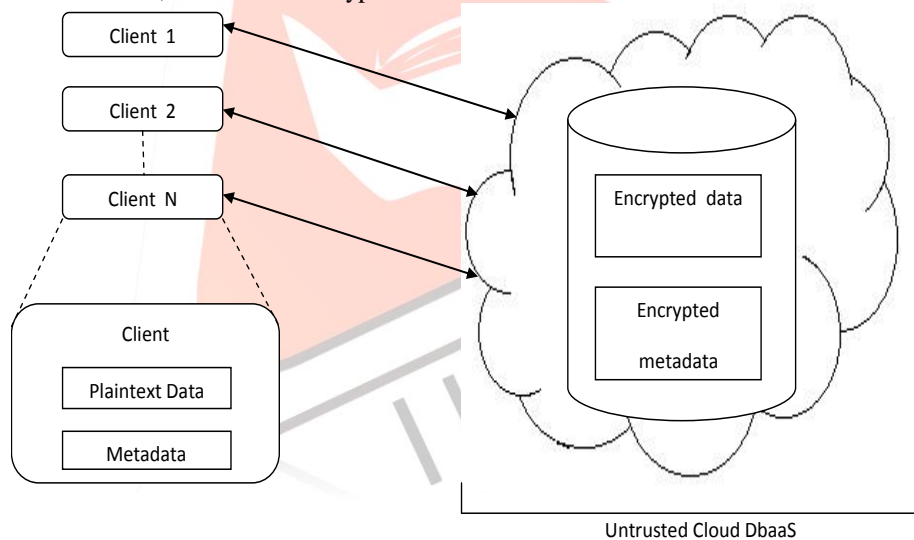 Client 1
Client 2
Client N
Client
Plaintext Data
Metadata
Encrypted data
Encrypted
metadata
Untrusted Cloud DbaaS